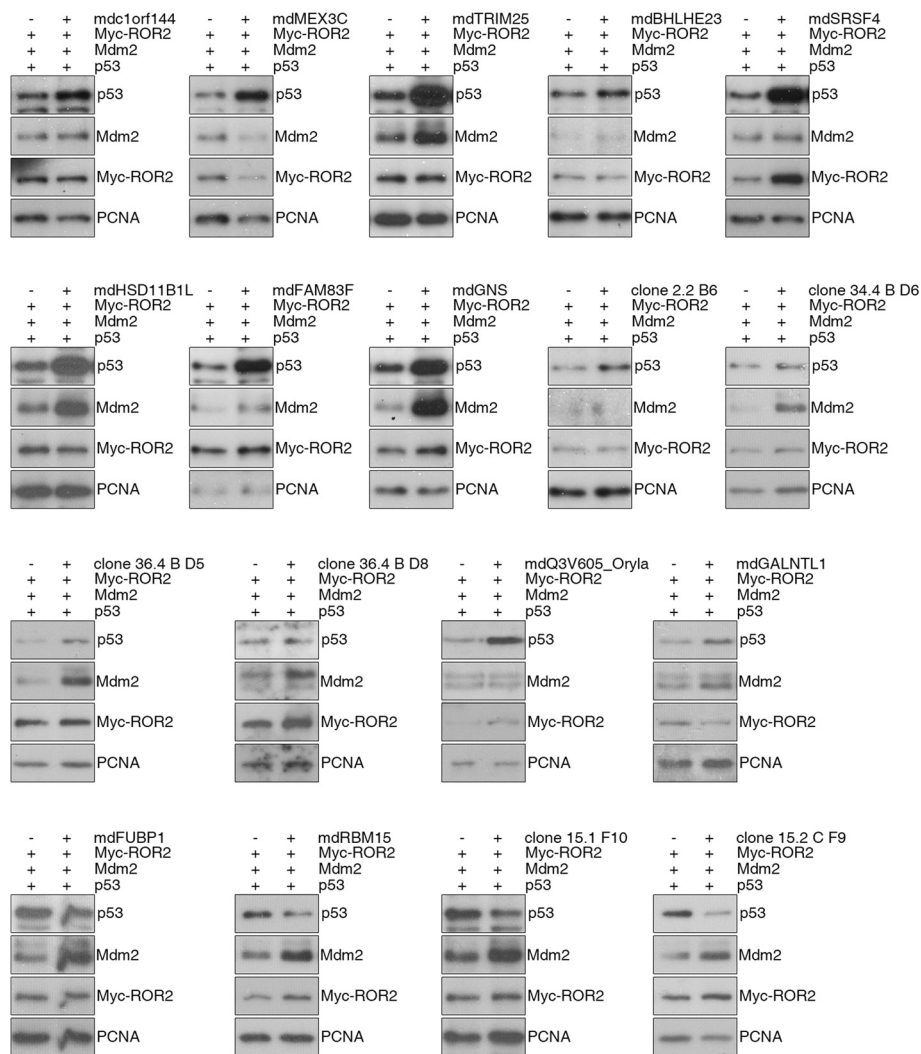 - + mdc1orf144 - + mdMEX3C - + mdTRIM25 - + mdBHLHE23 - + mdSRSF4
+ + Myc-ROR2 + + Myc-ROR2 + + Myc-ROR2 + + Myc-ROR2 + + Myc-ROR2
+ + Mdm2 + + Mdm2 + + Mdm2 + + Mdm2 + + Mdm2
+ + p53 + + p53 + + p53 + + p53 + + p53
p53 p53 p53 p53 p53
Mdm2 Mdm2 Mdm2 Mdm2 Mdm2
Myc-ROR2 Myc-ROR2 Myc-ROR2 Myc-ROR2 Myc-ROR2
PCNA PCNA PCNA PCNA PCNA
- + mdHSD11B1L - + mdFAM83F - + mdGNS - + clone 2.2 B6 - + clone 34.4 B D6
+ + Myc-ROR2 + + Myc-ROR2 + + Myc-ROR2 + + Myc-ROR2 + + Myc-ROR2
+ + Mdm2 + + Mdm2 + + Mdm2 + + Mdm2 + + Mdm2
+ + p53 + + p53 + + p53 + + p53 + + p53
p53 p53 p53 p53 p53
Mdm2 Mdm2 Mdm2 Mdm2 Mdm2
Myc-ROR2 Myc-ROR2 Myc-ROR2 Myc-ROR2 Myc-ROR2
PCNA PCNA PCNA PCNA PCNA
- + clone 36.4 B D5 - + clone 36.4 B D8 - + mdQ3V605_Oryla - + mdGALNTL1
+ + Myc-ROR2 + + Myc-ROR2 + + Myc-ROR2 + + Myc-ROR2
+ + Mdm2 + + Mdm2 + + Mdm2 + + Mdm2
+ + p53 + + p53 + + p53 + + p53
p53 p53 p53 p53
Mdm2 Mdm2 Mdm2 Mdm2
Myc-ROR2 Myc-ROR2 Myc-ROR2 Myc-ROR2
PCNA PCNA PCNA PCNA
- + mdFUBP1 - + mdRBM15 - + clone 15.1 F10 - + clone 15.2 C F9
+ + Myc-ROR2 + + Myc-ROR2 + + Myc-ROR2 + + Myc-ROR2
+ + Mdm2 + + Mdm2 + + Mdm2 + + Mdm2
+ + p53 + + p53 + + p53 + + p53
p53 p53 p53 p53
Mdm2 Mdm2 Mdm2 Mdm2
Myc-ROR2 Myc-ROR2 Myc-ROR2 Myc-ROR2
PCNA PCNA PCNA PCNA